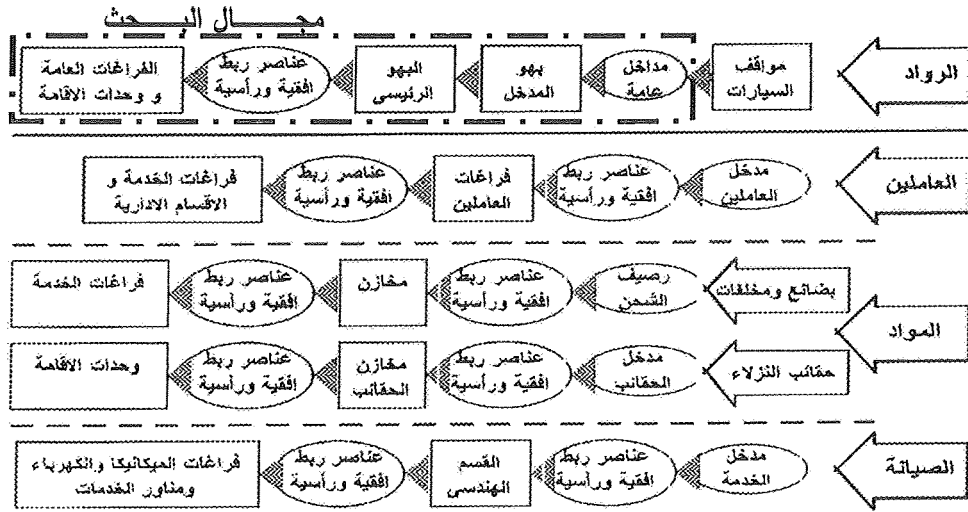 مجـــال البـــحث
الرواد
مواقف
السيارات
مداخل
عامة
بهو
المدخل
البهو
الرئيسى
عناصر ربط
افقية ورأسية
الفراغات العامة
و وحدات الاقامة
العاملين
مدخل
العاملين
عناصر ربط
افقية ورأسية
فراغات
العاملين
عناصر ربط
افقية ورأسية
فراغات الخدمة و
الاقسام الادارية
المواد
بضائع ومخلفات
رصيف
الشحن
عناصر ربط
افقية ورأسية
مخازن
عناصر ربط
افقية ورأسية
فراغات الخدمة
حقائب النزلاء
مدخل
الحقائب
عناصر ربط
افقية ورأسية
مخازن
الحقائب
عناصر ربط
افقية ورأسية
وحدات الاقامة
الصيانة
مدخل
الخدمة
عناصر ربط
افقية ورأسية
القسم
الهندسى
عناصر ربط
افقية ورأسية
فراغات الميكانيكا والكهرباء
ومناور الخدمات